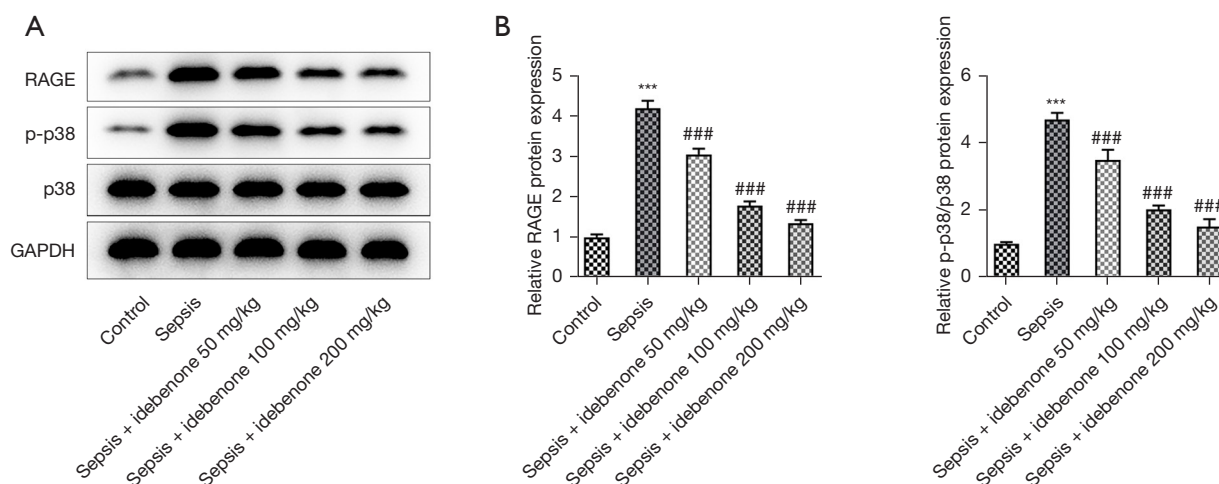 A
RAGE
p-p38
p38
GAPDH
Control
Sepsis
Sepsis + idebenone 50 mg/kg
Sepsis + idebenone 100 mg/kg
Sepsis + idebenone 200 mg/kg
B
Relative RAGE protein expression
5
4
3
2
1
0
***
###
###
###
Control
Sepsis
Sepsis + idebenone 50 mg/kg
Sepsis + idebenone 100 mg/kg
Sepsis + idebenone 200 mg/kg
Relative p-p38/p38 protein expression
6
4
2
0
***
###
###
###
Control
Sepsis
Sepsis + idebenone 50 mg/kg
Sepsis + idebenone 100 mg/kg
Sepsis + idebenone 200 mg/kg